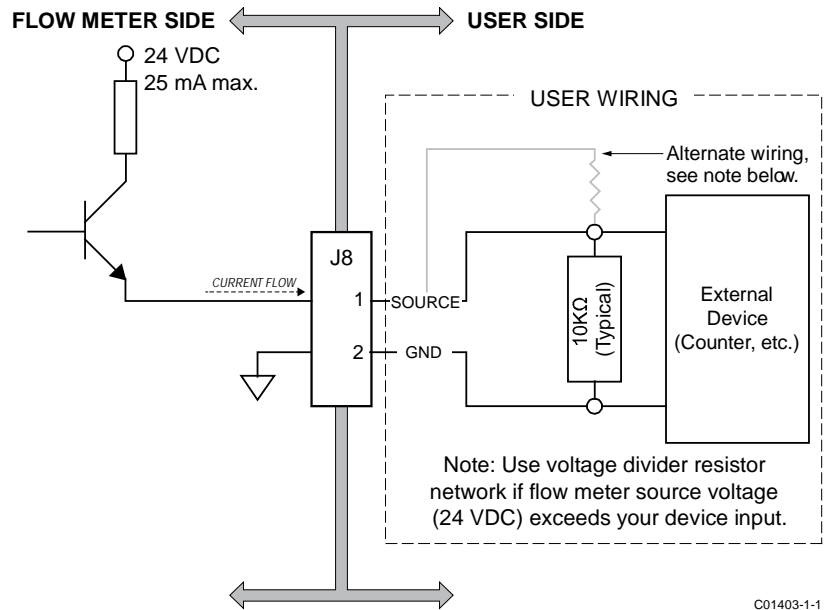 FLOW METER SIDE
USER SIDE
24 VDC
25 mA max.
USER WIRING
Alternate wiring,
see note below.
J8
CURRENT FLOW
1
SOURCE
10KΩ
(Typical)
External
Device
(Counter, etc.)
2
GND
Note: Use voltage divider resistor
network if flow meter source voltage
(24 VDC) exceeds your device input.
C01403-1-1